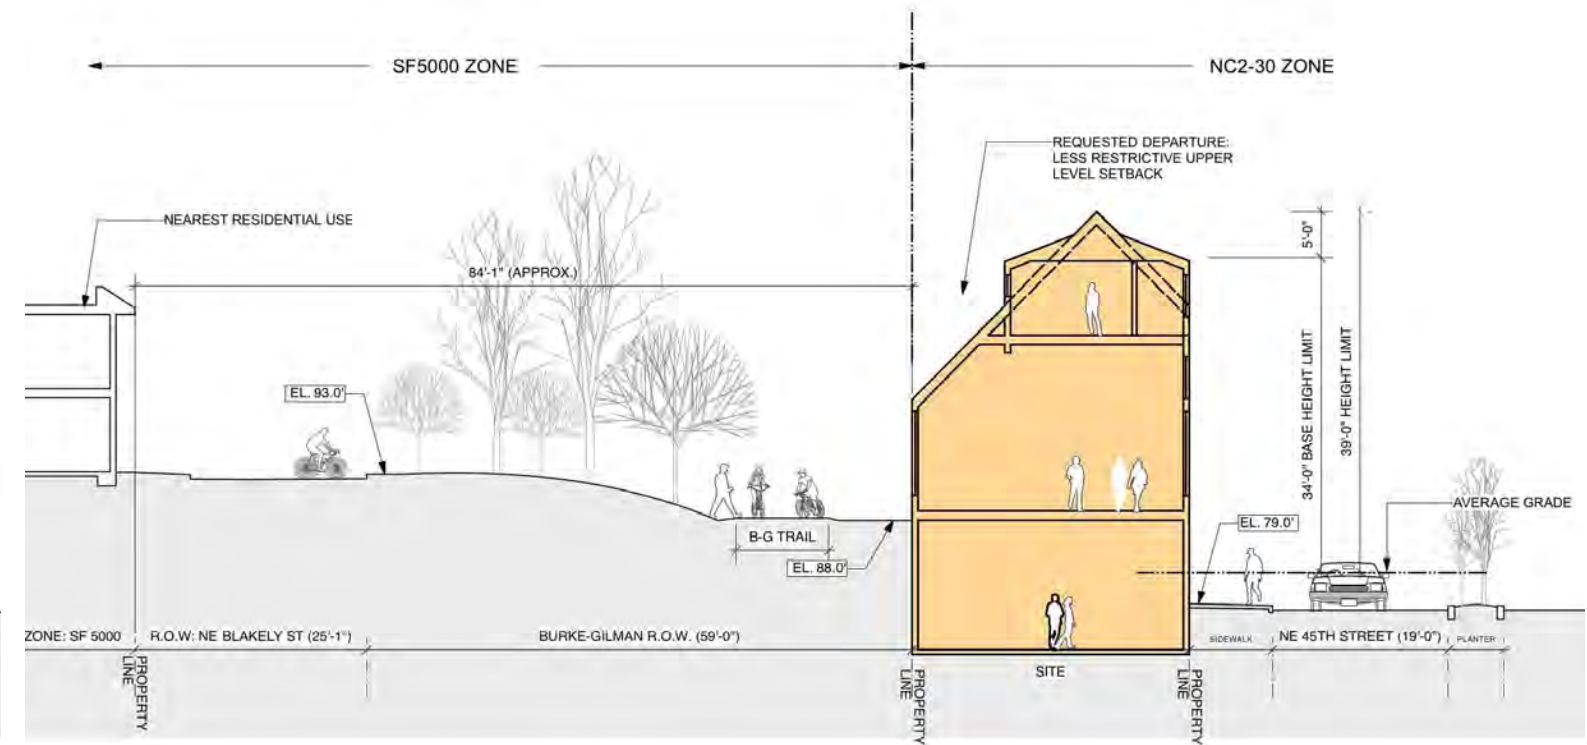 SF5000 ZONE
NC2-30 ZONE
REQUESTED DEPARTURE:
LESS RESTRICTIVE UPPER
LEVEL SETBACK
NEAREST RESIDENTIAL USE
5'-0"
84'-1" (APPROX.)
34'-0" BASE HEIGHT LIMIT
39'-0" HEIGHT LIMIT
EL. 93.0'
AVERAGE GRADE
EL. 79.0'
B-G TRAIL
EL. 88.0'
ZONE: SF 5000
R.O.W: NE BLAKELY ST (25'-1")
BURKE-GILMAN R.O.W. (59'-0")
SIDEWALK
NE 45TH STREET (19'-0")
PLANTER
SITE
PROPERTY
LINE
PROPERTY
LINE
PROPERTY
LINE